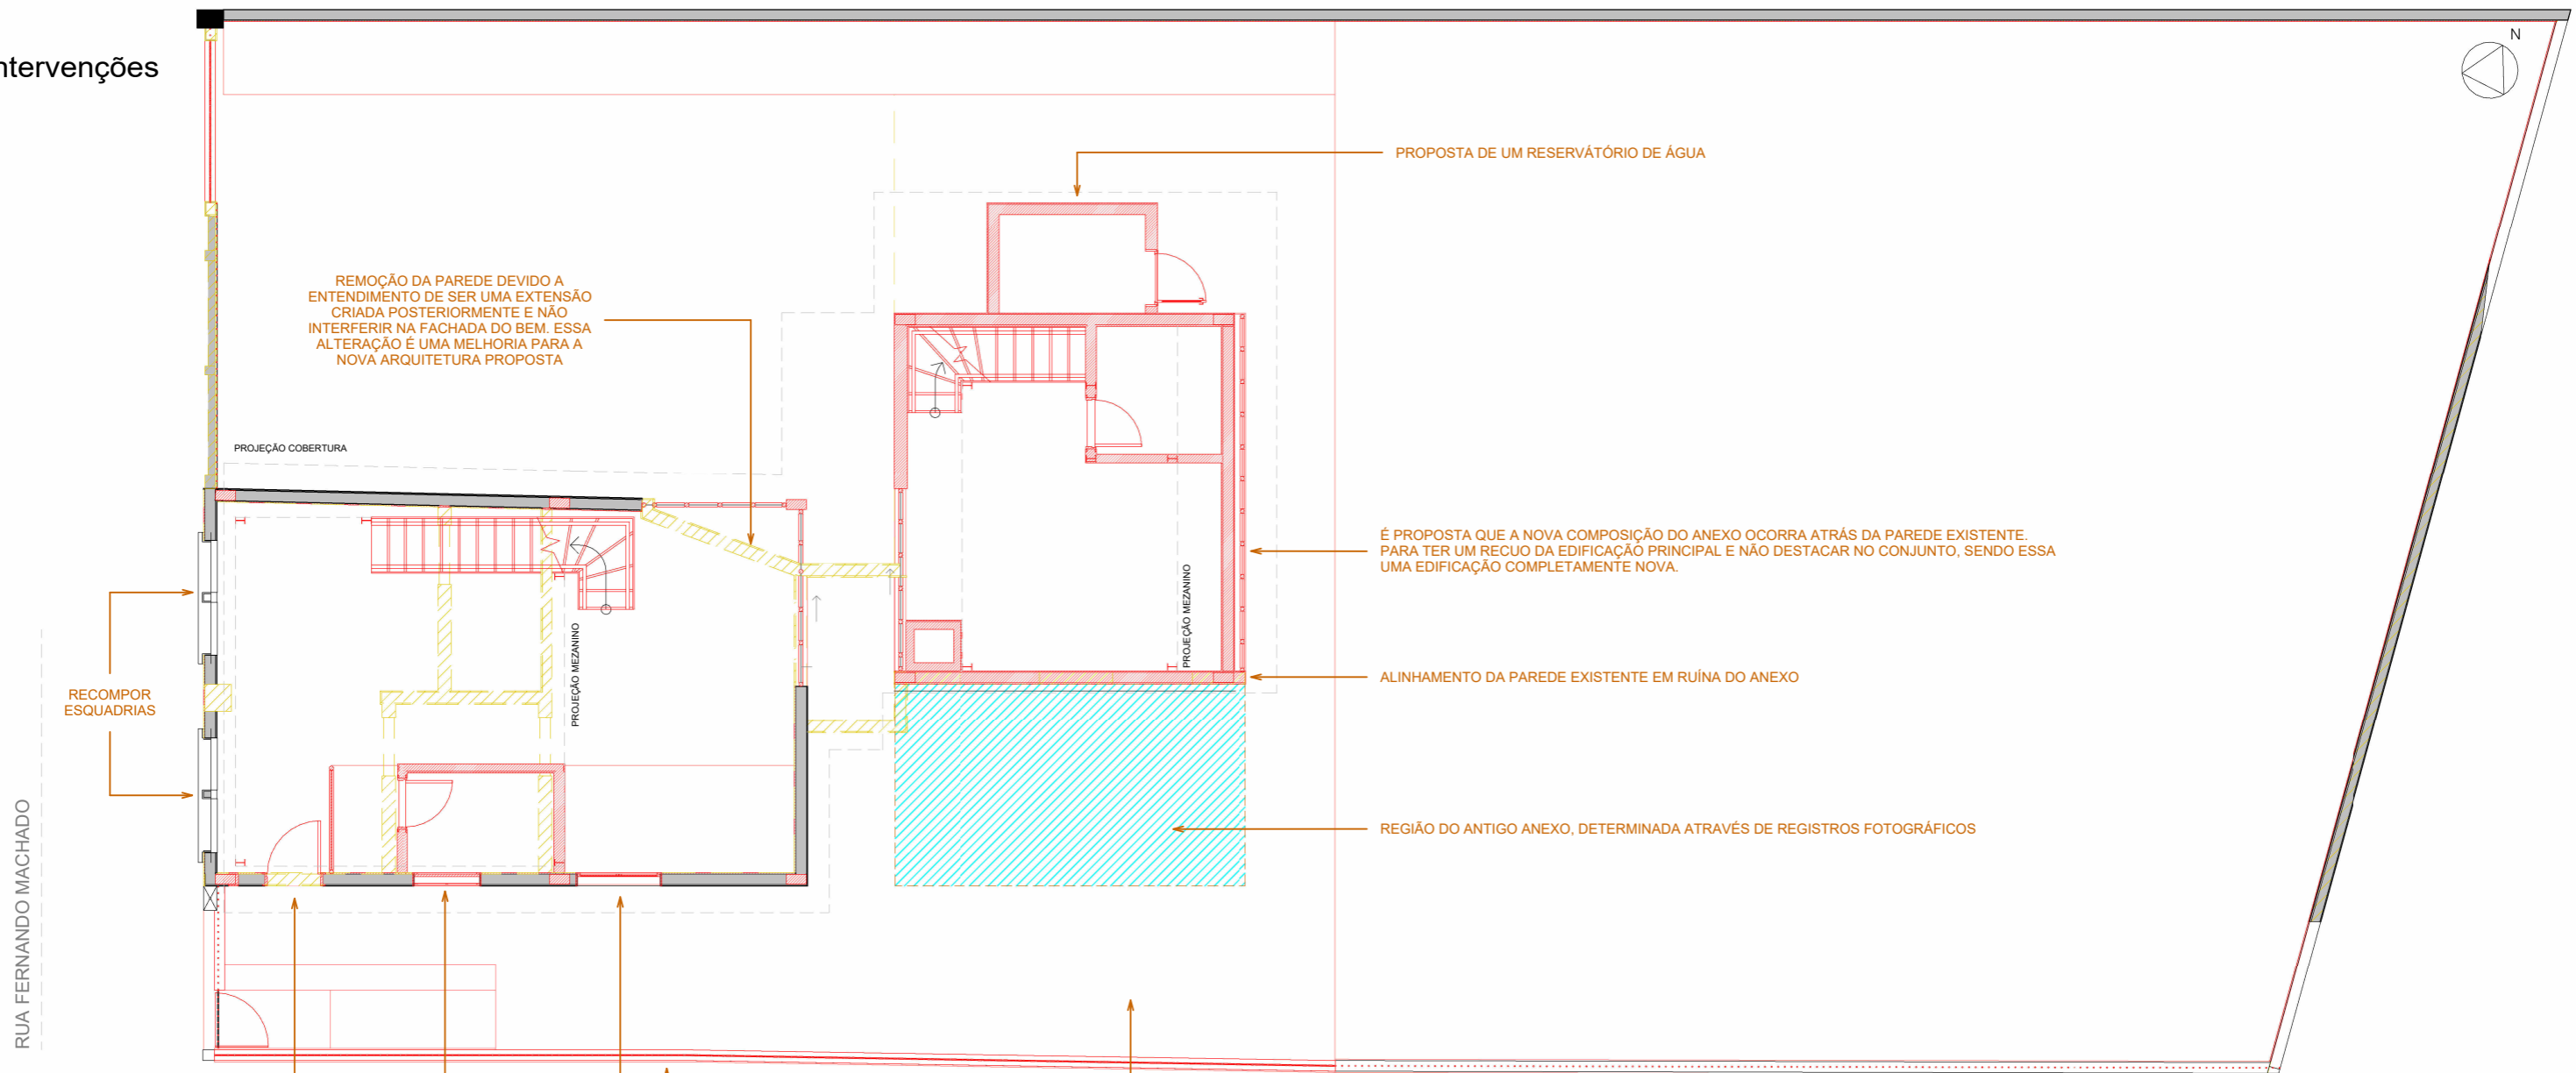 ntervenções
N
PROPOSTA DE UM RESERVÁTÓRIO DE ÁGUA
REMOÇÃO DA PAREDE DEVIDO A
ENTENDIMENTO DE SER UMA EXTENSÃO
CRIADA POSTERIORMENTE E NÃO
INTERFERIR NA FACHADA DO BEM. ESSA
ALTERAÇÃO É UMA MELHORIA PARA A
NOVA ARQUITETURA PROPOSTA
PROJEÇÃO COBERTURA
É PROPOSTA QUE A NOVA COMPOSIÇÃO DO ANEXO OCORRA ATRÁS DA PAREDE EXISTENTE.
PARA TER UM RECUO DA EDIFICAÇÃO PRINCIPAL E NÃO DESTACAR NO CONJUNTO, SENDO ESSA
UMA EDIFICAÇÃO COMPLETAMENTE NOVA.
PROJEÇÃO MEZANINO
PROJEÇÃO MEZANINO
ALINHAMENTO DA PAREDE EXISTENTE EM RUÍNA DO ANEXO
RECOMPOR
ESQUADRIAS
REGIÃO DO ANTIGO ANEXO, DETERMINADA ATRAVÉS DE REGISTROS FOTOGRÁFICOS
RUA FERNANDO MACHADO